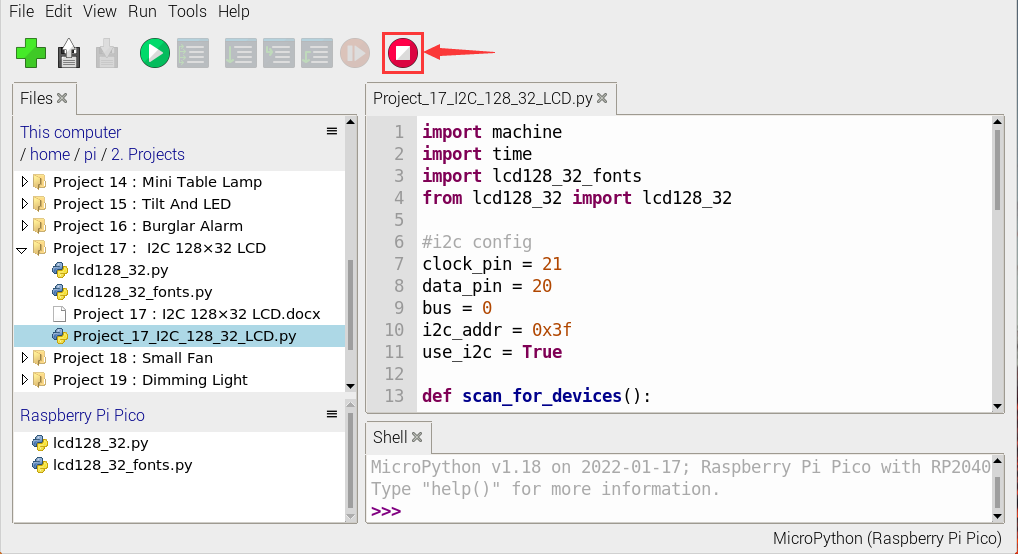 File Edit View Run Tools Help
Files
This computer
/ home / pi / 2. Projects
Project 14 : Mini Table Lamp
Project 15 : Tilt And LED
Project 16 : Burglar Alarm
Project 17 :  I2C 128×32 LCD
lcd128_32.py
lcd128_32_fonts.py
Project 17 : I2C 128×32 LCD.docx
Project_17_I2C_128_32_LCD.py
Project 18 : Small Fan
Project 19 : Dimming Light
Raspberry Pi Pico
lcd128_32.py
lcd128_32_fonts.py
Project_17_I2C_128_32_LCD.py
1 import machine
2 import time
3 import lcd128_32_fonts
4 from lcd128_32 import lcd128_32
5
6 #i2c config
7 clock_pin = 21
8 data_pin = 20
9 bus = 0
10 i2c_addr = 0x3f
11 use_i2c = True
12
13 def scan_for_devices():
Shell
MicroPython v1.18 on 2022-01-17; Raspberry Pi Pico with RP2040
Type "help()" for more information.
>>>
MicroPython (Raspberry Pi Pico)